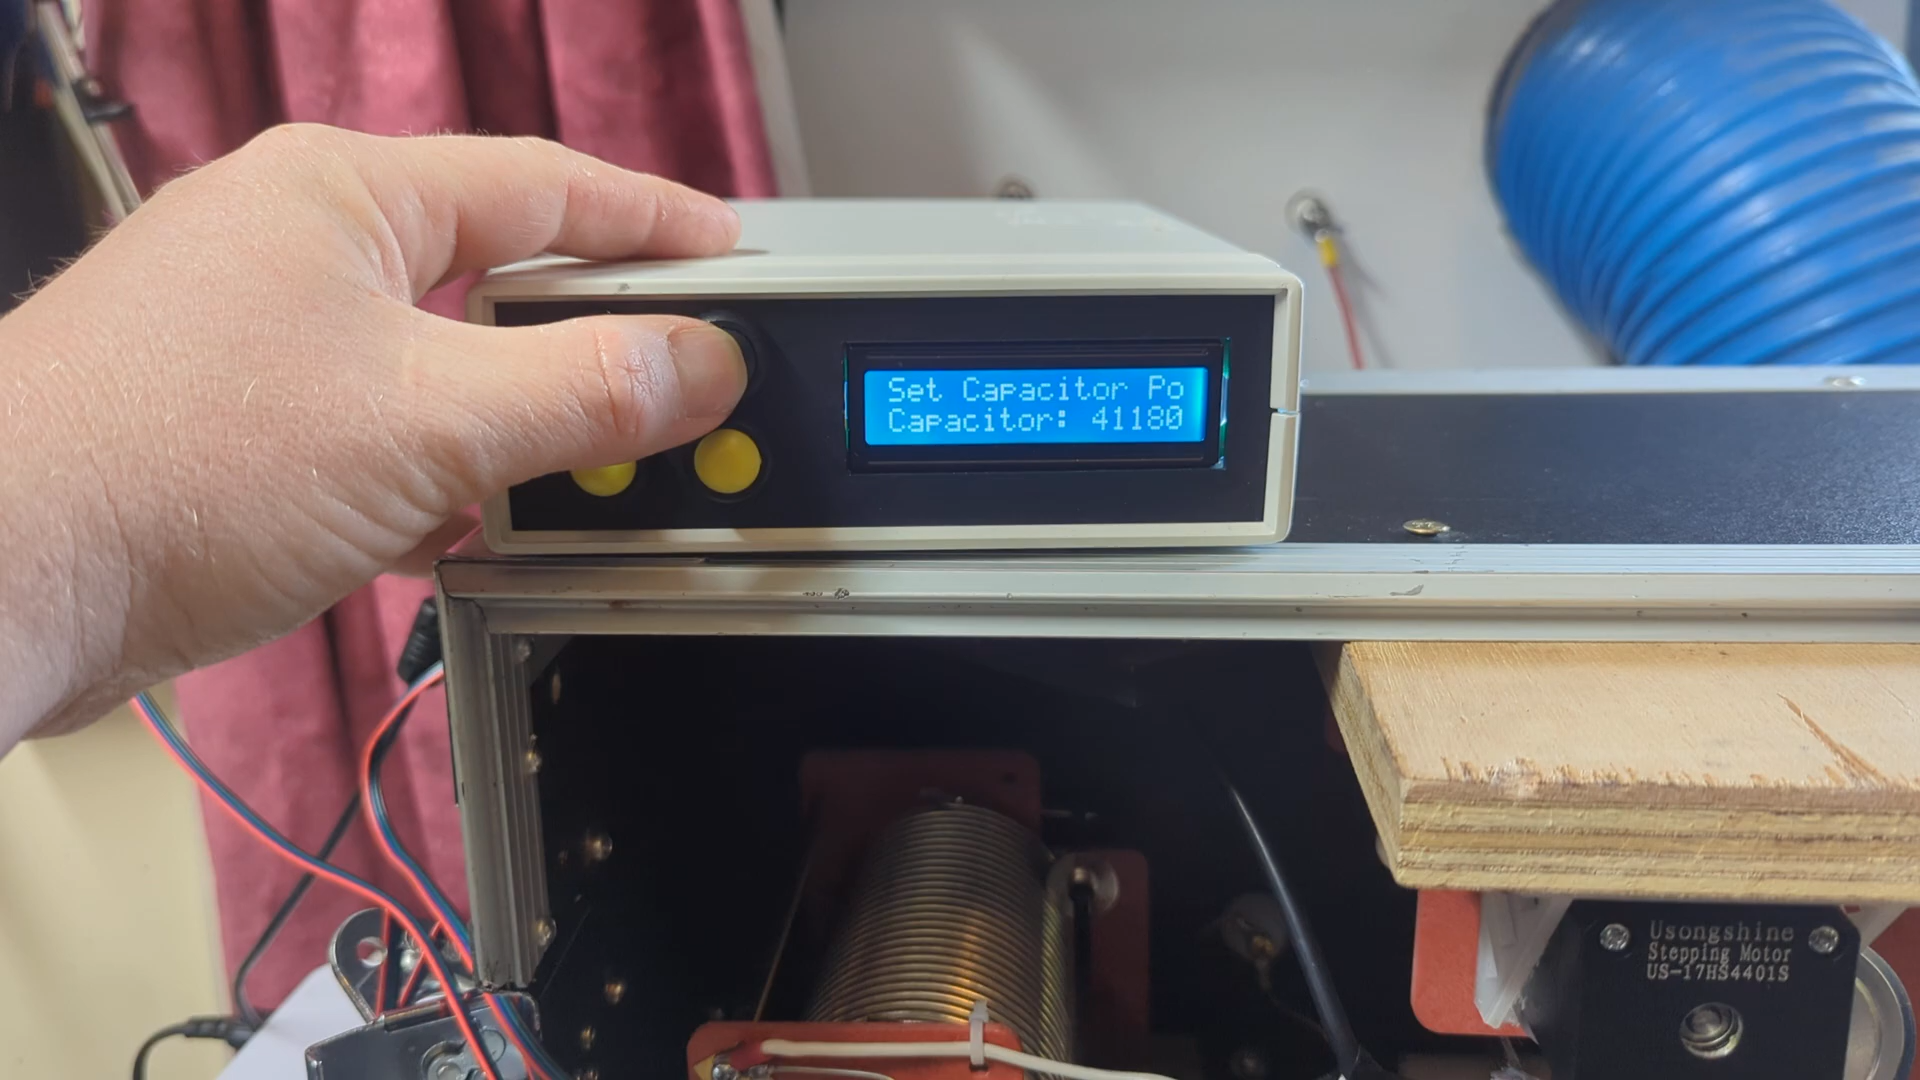 Set Capacitor Po
Capacitor: 41180
Usongshine
Stepping Motor
US-17HS4401S